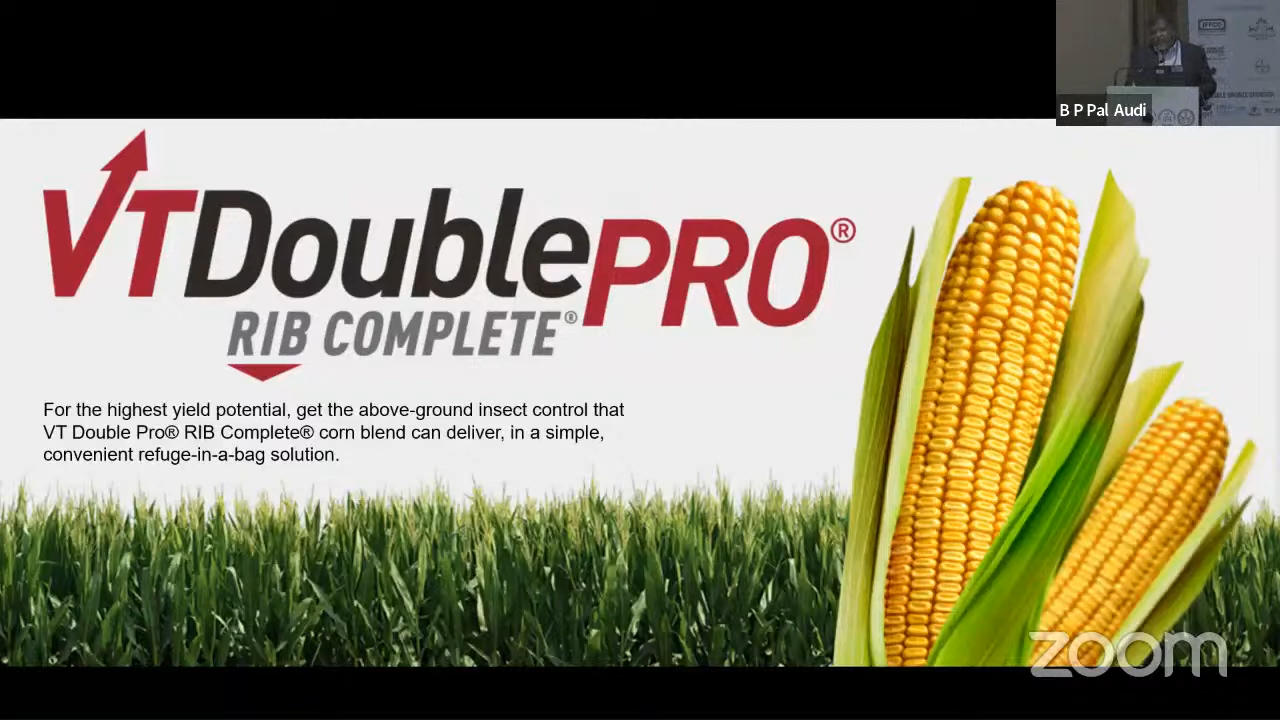 IFFCO
B P Pal Audi
VTDoublePRO®
RIB COMPLETE®
For the highest yield potential, get the above-ground insect control that
VT Double Pro® RIB Complete® corn blend can deliver, in a simple,
convenient refuge-in-a-bag solution.
zoom